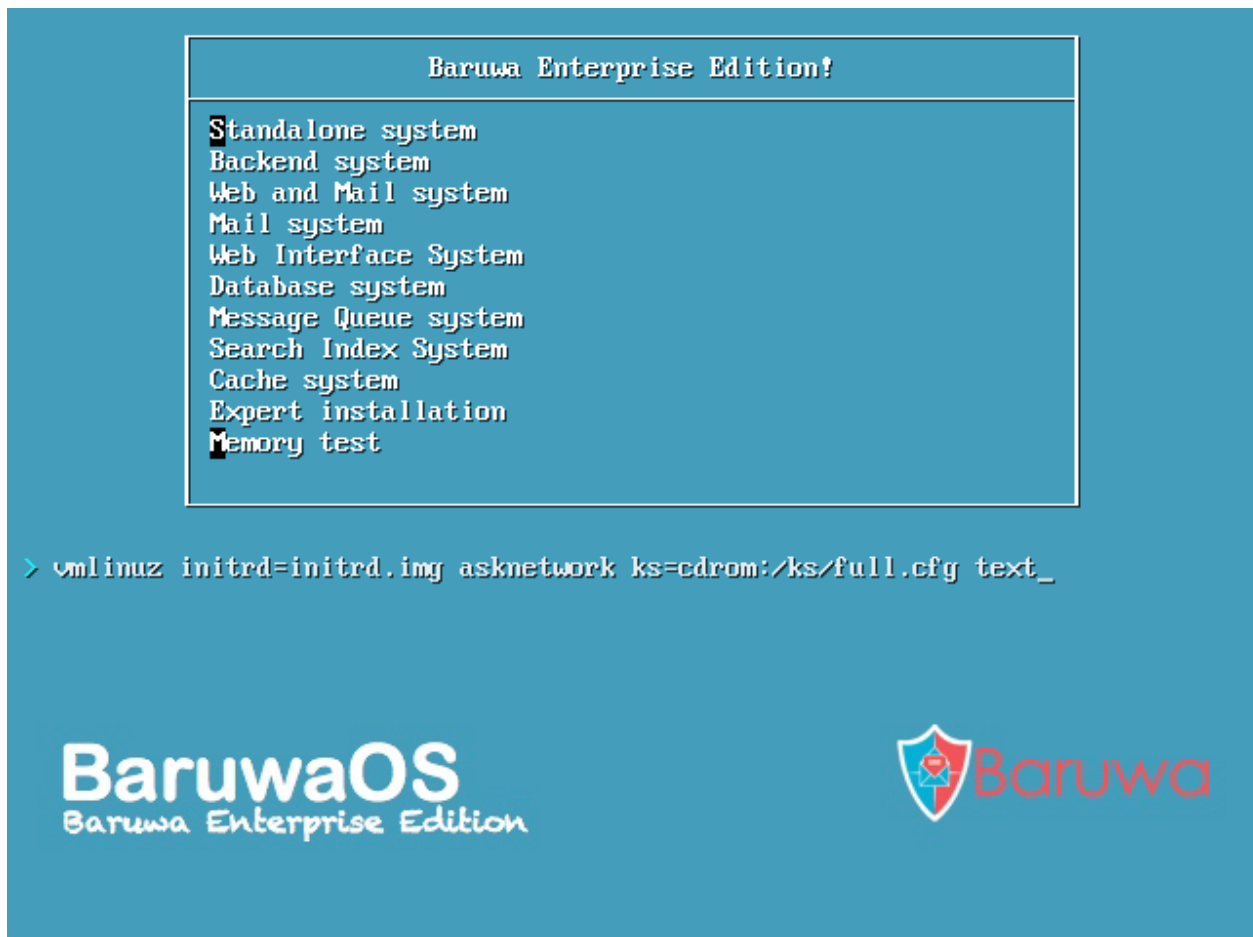 Baruwa Enterprise Edition!
Standalone system
Backend system
Web and Mail system
Mail system
Web Interface System
Database system
Message Queue system
Search Index System
Cache system
Expert installation
Memory test
> vmlinuz initrd=initrd.img asknetwork ks=cdrom:/ks/full.cfg text_
BaruwaOS
Baruwa Enterprise Edition
Baruwa